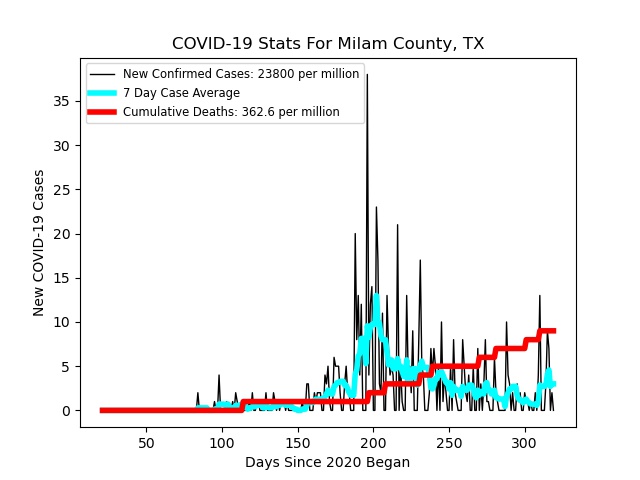 COVID-19 Stats For Milam County, TX
New Confirmed Cases: 23800 per million
7 Day Case Average
Cumulative Deaths: 362.6 per million
New COVID-19 Cases
35
30
25
20
15
10
5
0
50
100
150
200
250
300
Days Since 2020 Began